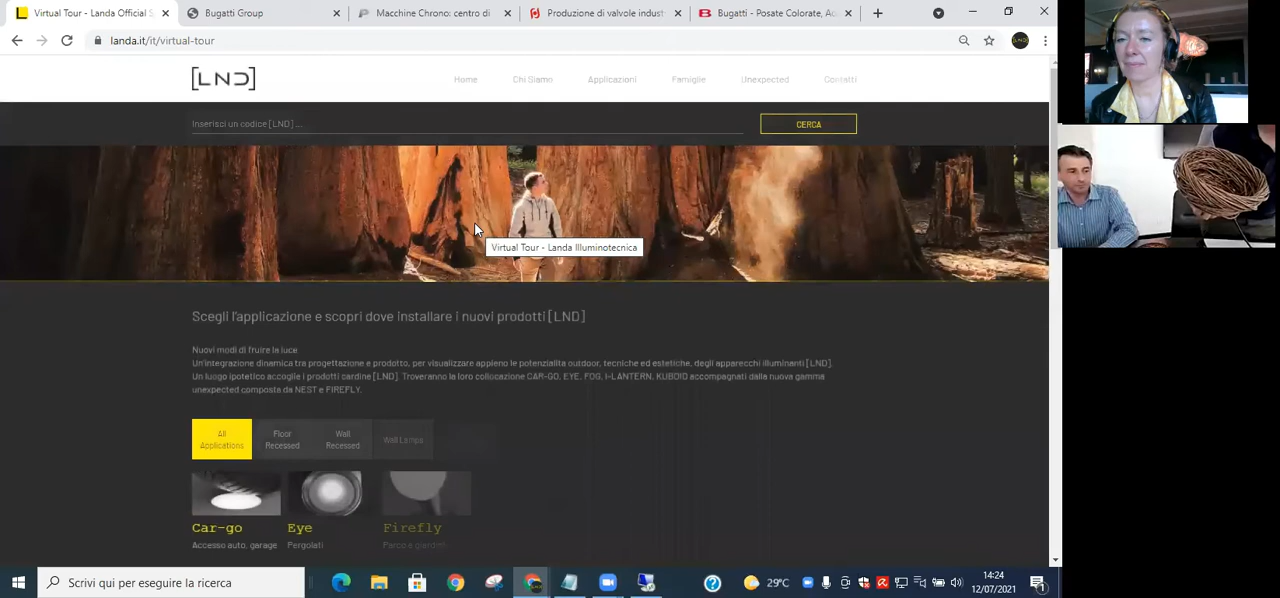 Virtual Tour - Landa Official S
Bugatti Group
Macchine Chrono: centro di
Produzione di valvole indust
Bugatti - Posate Colorate, Ac
landa.it/it/virtual-tour
[LND]
Home
Chi Siamo
Applicazioni
Famiglie
Unexpected
Contatti
Inserisci un codice [LND] ...
CERCA
Virtual Tour - Landa Illuminotecnica
Scegli l'applicazione e scopri dove installare i nuovi prodotti [LND]
Nuovi modi di fruire la luce
Un'integrazione dinamica tra progettazione e prodotto, per visualizzare appieno le potenzialità outdoor, tecniche ed estetiche, degli apparecchi illuminanti [LND].
Un luogo ipotetico accoglie i prodotti cardine [LND]. Troveranno la loro collocazione CAR-GO, EYE, FOG, I-LANTERN, KUBOID accompagnati dalla nuova gamma
unexpected composta da NEST e FIREFLY.
All Applications
Floor Recessed
Wall Recessed
Wall Lamps
Car-go
Eye
Firefly
Accesso auto, garage
Pergolati
Parco e giardini
Scrivi qui per eseguire la ricerca
29°C
14:24
12/07/2021